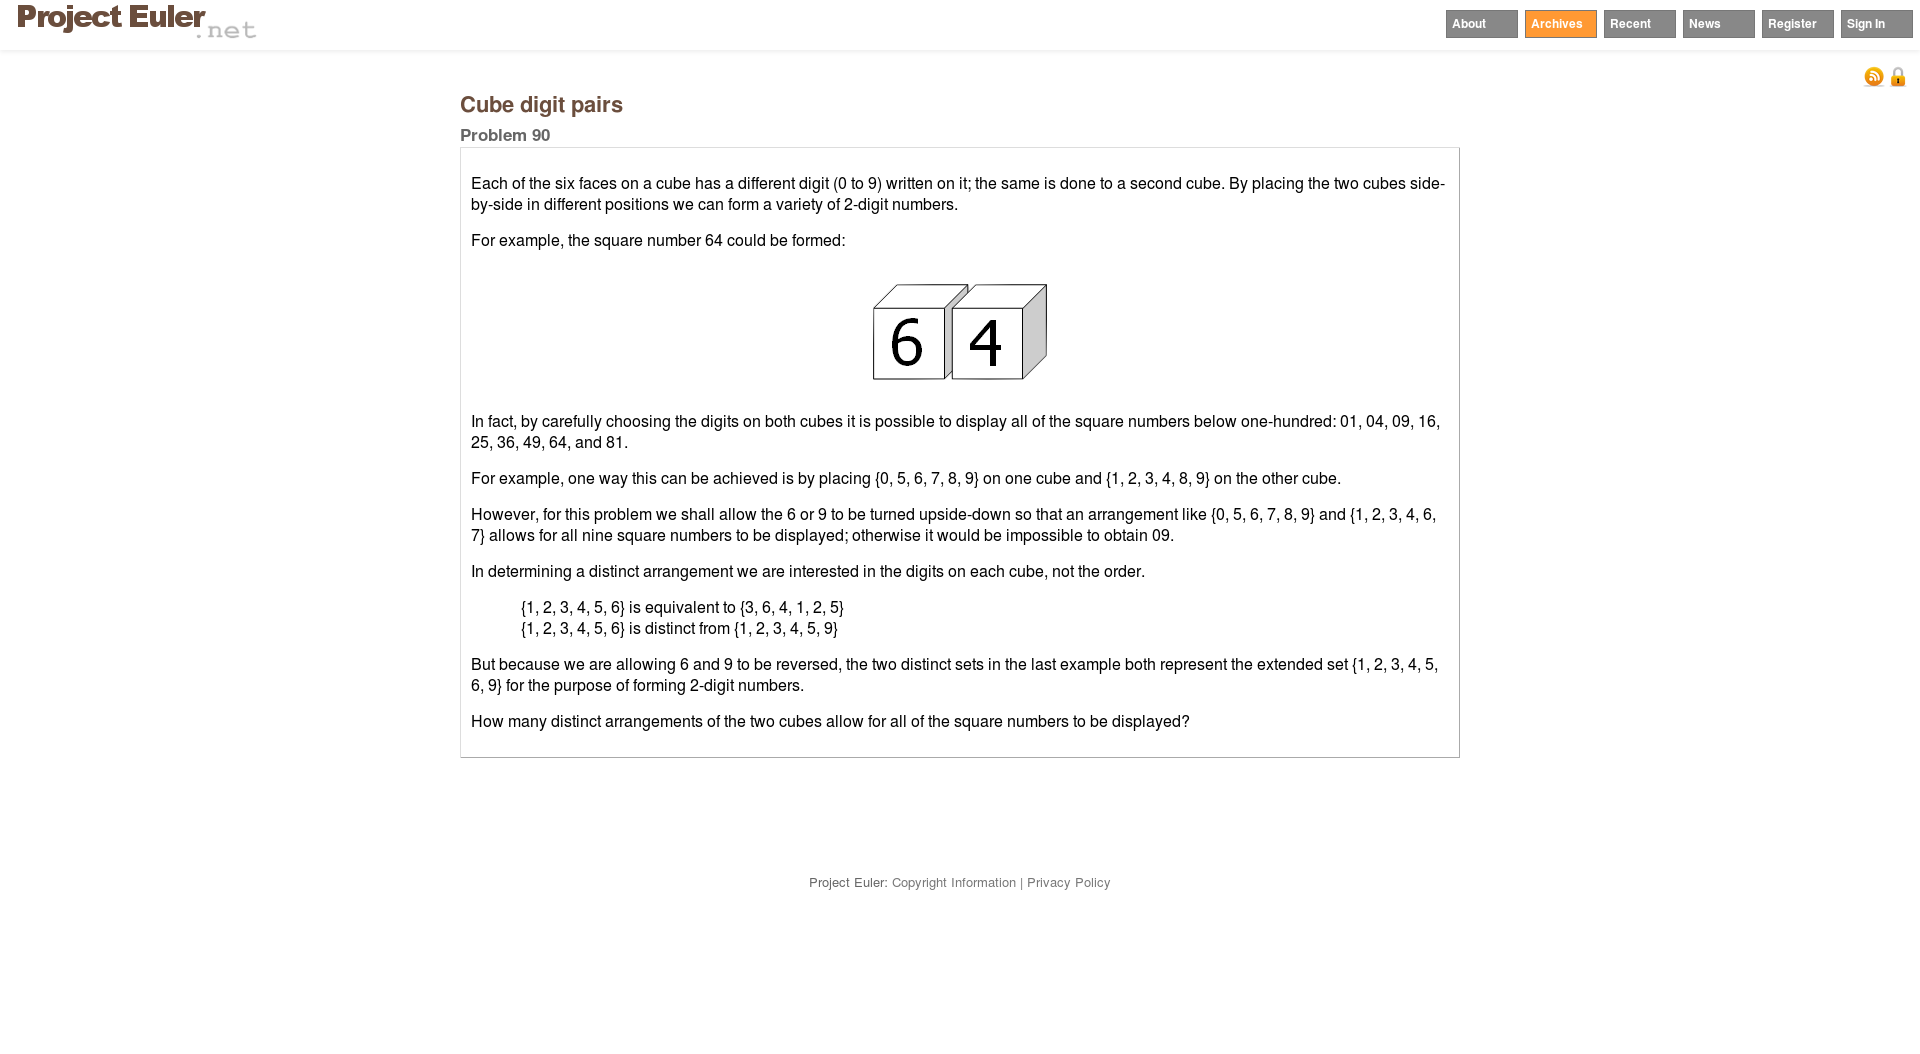 Project Euler.net
About Archives Recent News Register Sign In
Cube digit pairs
Problem 90
Each of the six faces on a cube has a different digit (0 to 9) written on it; the same is done to a second cube. By placing the two cubes side-
by-side in different positions we can form a variety of 2-digit numbers.
For example, the square number 64 could be formed:
6 4
In fact, by carefully choosing the digits on both cubes it is possible to display all of the square numbers below one-hundred: 01, 04, 09, 16,
25, 36, 49, 64, and 81.
For example, one way this can be achieved is by placing {0, 5, 6, 7, 8, 9} on one cube and {1, 2, 3, 4, 8, 9} on the other cube.
However, for this problem we shall allow the 6 or 9 to be turned upside-down so that an arrangement like {0, 5, 6, 7, 8, 9} and {1, 2, 3, 4, 6,
7} allows for all nine square numbers to be displayed; otherwise it would be impossible to obtain 09.
In determining a distinct arrangement we are interested in the digits on each cube, not the order.
{1, 2, 3, 4, 5, 6} is equivalent to {3, 6, 4, 1, 2, 5}
{1, 2, 3, 4, 5, 6} is distinct from {1, 2, 3, 4, 5, 9}
But because we are allowing 6 and 9 to be reversed, the two distinct sets in the last example both represent the extended set {1, 2, 3, 4, 5,
6, 9} for the purpose of forming 2-digit numbers.
How many distinct arrangements of the two cubes allow for all of the square numbers to be displayed?
Project Euler: Copyright Information | Privacy Policy